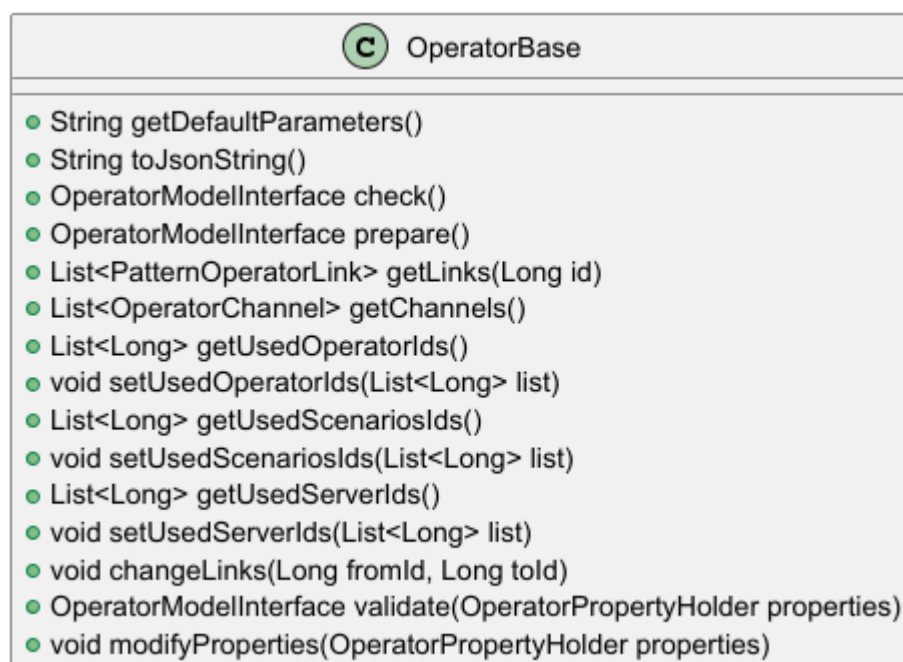 C OperatorBase
String getDefaultParameters()
String toJsonString()
OperatorModelInterface check()
OperatorModelInterface prepare()
List<PatternOperatorLink> getLinks(Long id)
List<OperatorChannel> getChannels()
List<Long> getUsedOperatorIds()
void setUsedOperatorIds(List<Long> list)
List<Long> getUsedScenariosIds()
void setUsedScenariosIds(List<Long> list)
List<Long> getUsedServerIds()
void setUsedServerIds(List<Long> list)
void changeLinks(Long fromId, Long toId)
OperatorModelInterface validate(OperatorPropertyHolder properties)
void modifyProperties(OperatorPropertyHolder properties)